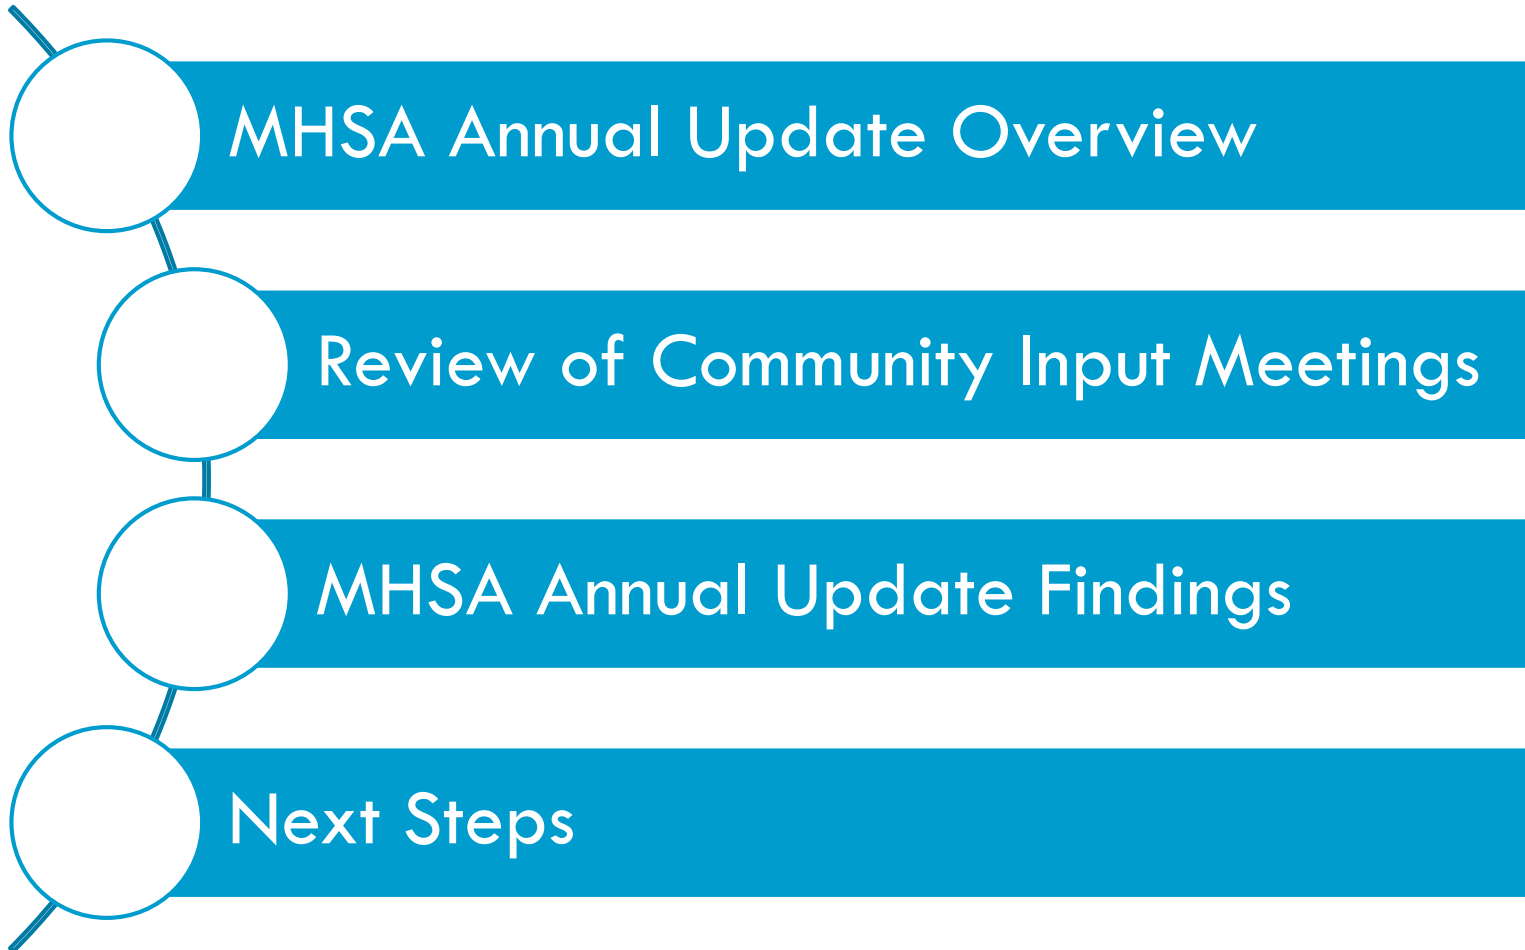 MHSA Annual Update Overview
Review of Community Input Meetings
MHSA Annual Update Findings
Next Steps